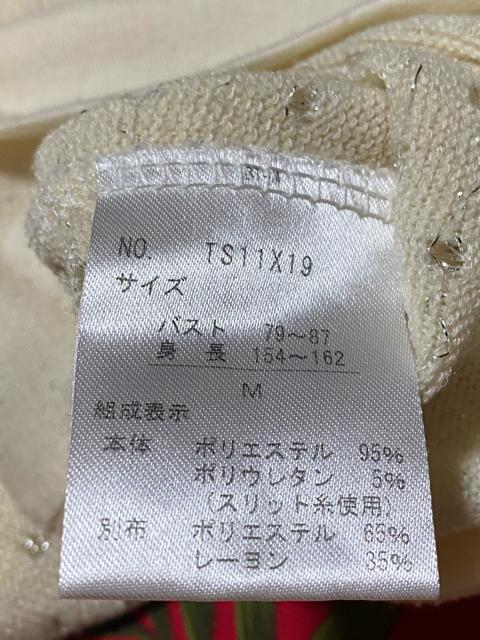 NO. TS11X19
サイズ
バスト 79～87
身 長 154～162
M
組成表示
本体 ポリエステル 95%
ポリウレタン 5%
(スリット糸使用)
別布 ポリエステル 65%
レーヨン 35%